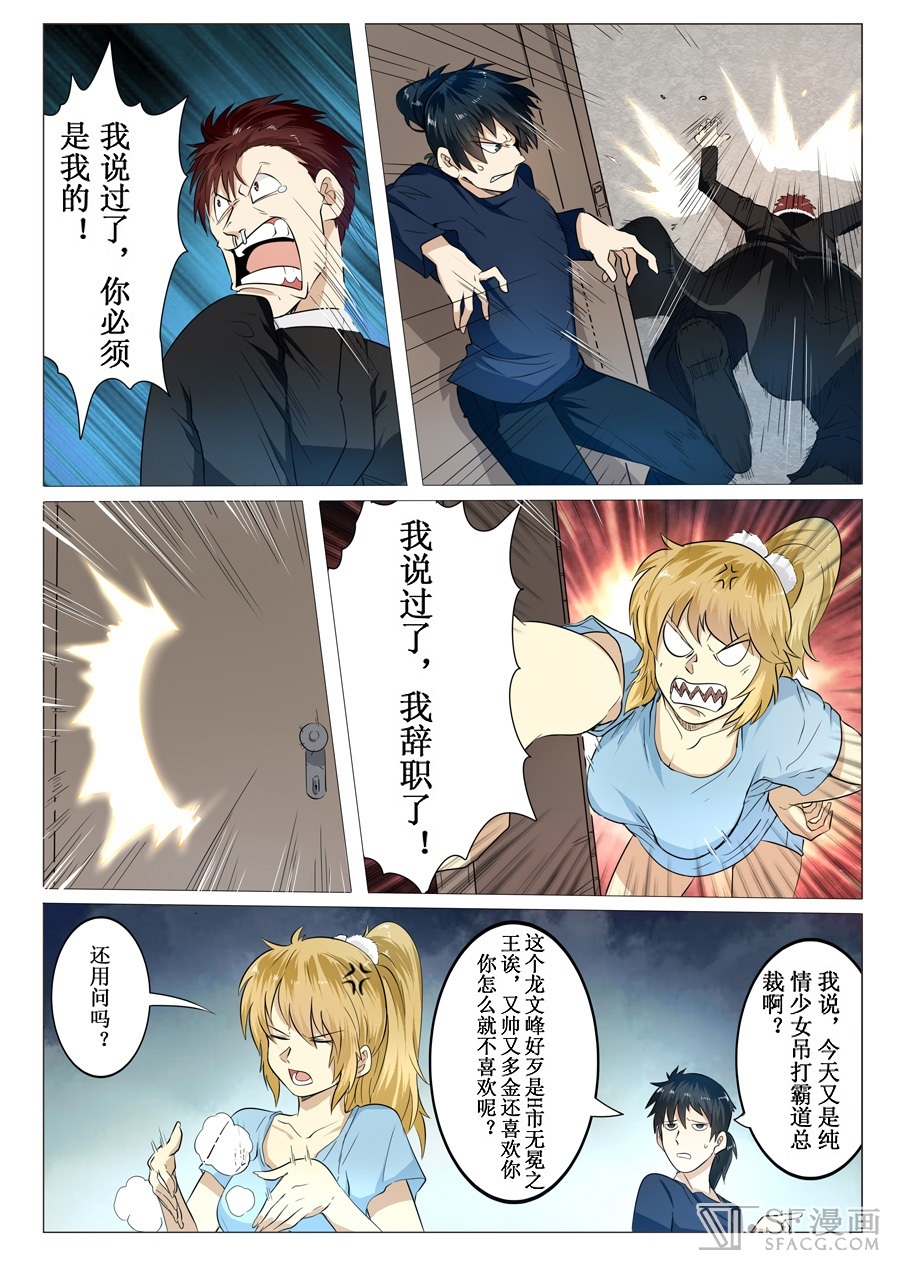 我说过了，你必须
是我的！
我说过了，我辞职了！
我说，今天又是纯
情少女吊打霸道总
裁啊？
这个龙文峰好歹是H市无冕之
王诶，又帅又多金还喜欢你
你怎么就不喜欢呢？
还用问吗？
SF漫画
SFACG.COM